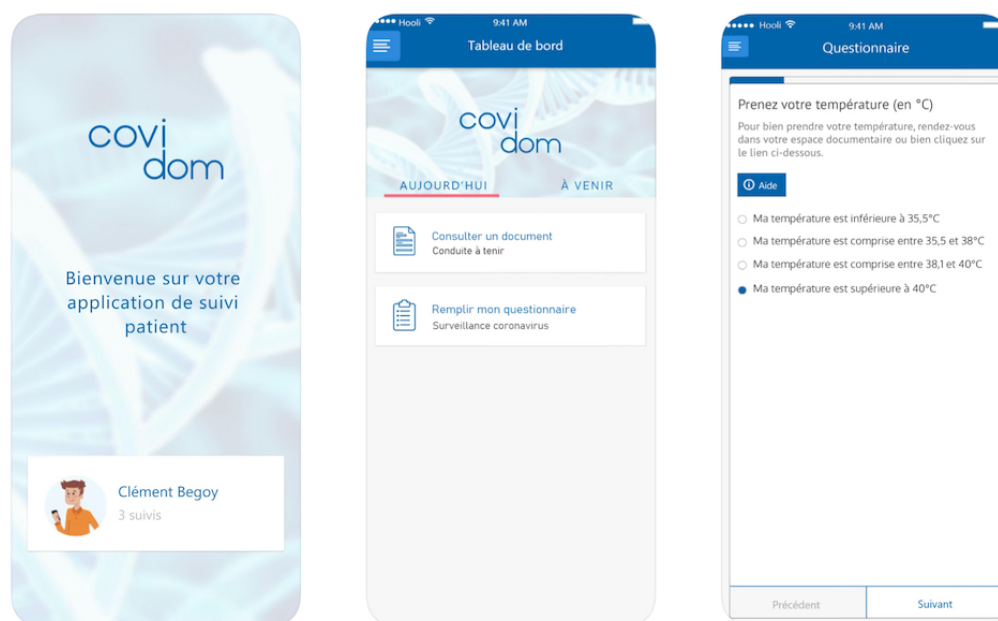 covi
dom
Bienvenue sur votre
application de suivi
patient
Clément Begoy
3 suivis
Hooli 9:41 AM
Tableau de bord
covi
dom
AUJOURD'HUI À VENIR
Consulter un document
Conduite à tenir
Remplir mon questionnaire
Surveillance coronavirus
Hooli 9:41 AM
Questionnaire
Prenez votre température (en °C)
Pour bien prendre votre température, rendez-vous
dans votre espace documentaire ou bien cliquez sur
le lien ci-dessous.
Aide
Ma température est inférieure à 35,5°C
Ma température est comprise entre 35,5 et 38°C
Ma température est comprise entre 38,1 et 40°C
Ma température est supérieure à 40°C
Précédent Suivant